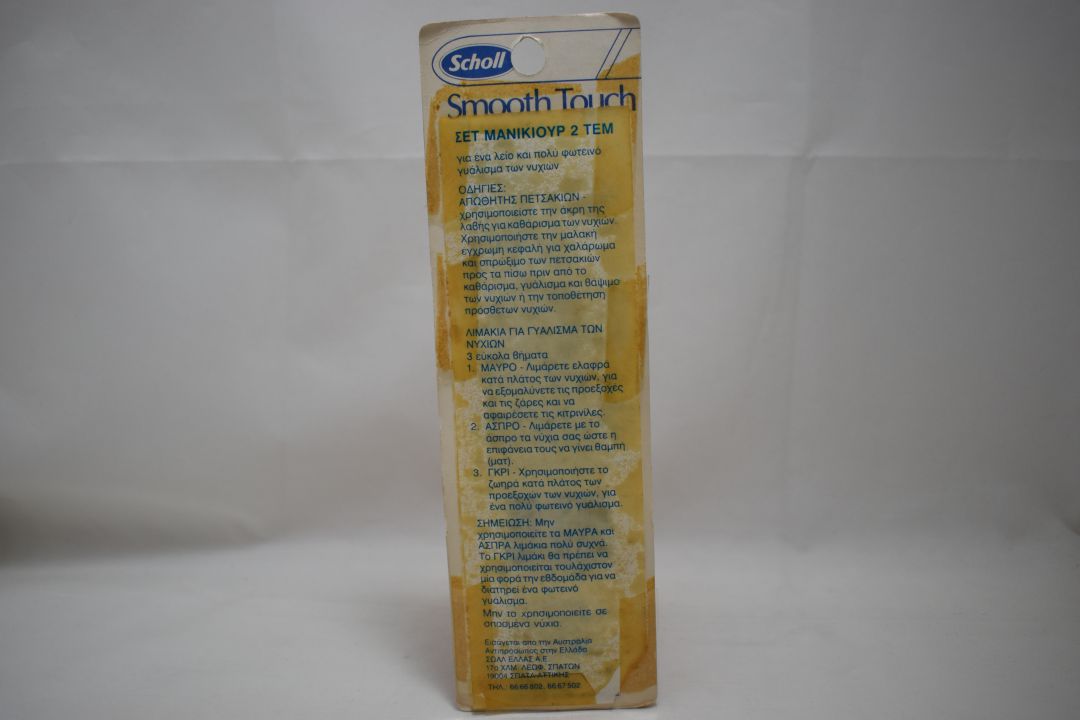 Scholl
Smooth Touch
ΣΕΤ ΜΑΝΙΚΙΟΥΡ 2 ΤΕΜ
για ένα λείο και πολύ φωτεινό
γυάλισμα των νυχιών
ΟΔΗΓΙΕΣ:
ΑΠΩΘΗΤΗΣ ΠΕΤΣΑΚΙΩΝ -
χρησιμοποιειστε την άκρη της
λαβής για καθάρισμα των νυχιών.
Χρησιμοποιήστε την μαλακή
εγχρωμη κεφαλή για χαλάρωμα
και σπρώξιμο των πετσακιών
προς τα πίσω πριν από το
καθάρισμα, γυάλισμα και βάψιμο
των νυχιων ή την τοποθέτηση
πρόσθετων νυχιών.
ΛΙΜΑΚΙΑ ΓΙΑ ΓΥΑΛΙΣΜΑ ΤΩΝ
ΝΥΧΙΩΝ
3 εύκολα βήματα
1. ΜΑΥΡΟ - Λιμάρετε ελαφρά
κατά πλάτος των νυχιών, για
να εξομαλύνετε τις προεξοχές
και τις ζάρες και να
αφαιρέσετε τις κιτρινίλες.
2. ΑΣΠΡΟ - Λιμάρετε με το
άσπρο τα νύχια σας ώστε η
επιφάνεια τους να γίνει θαμπή
(ματ).
3. ΓΚΡΙ - Χρησιμοποιήστε το
ζωηρά κατά πλάτος των
προεξοχών των νυχιών, για
ένα πολύ φωτεινό γυάλισμα.
ΣΗΜΕΙΩΣΗ: Μην
χρησιμοποιείτε τα ΜΑΥΡΑ και
ΑΣΠΡΑ λιμάκια πολύ συχνά.
Το ΓΚΡΙ λιμάκι θα πρέπει να
χρησιμοποιείται τουλάχιστον
μία φορά την εβδομάδα για να
διατηρεί ένα φωτεινό
γυάλισμα.
Μην το χρησιμοποιείτε σε
σπασμένα νύχια.
Εισάγεται από την Αυστραλία
Αντιπρόσωπος στην Ελλάδα
ΣΩΛΛ ΕΛΛΑΣ Α.Ε.
17ο ΧΛΜ. ΛΕΩΦ. ΣΠΑΤΩΝ
19004 ΣΠΑΤΑ-ΑΤΤΙΚΗΣ
ΤΗΛ.: 66 66 802, 66 67 502